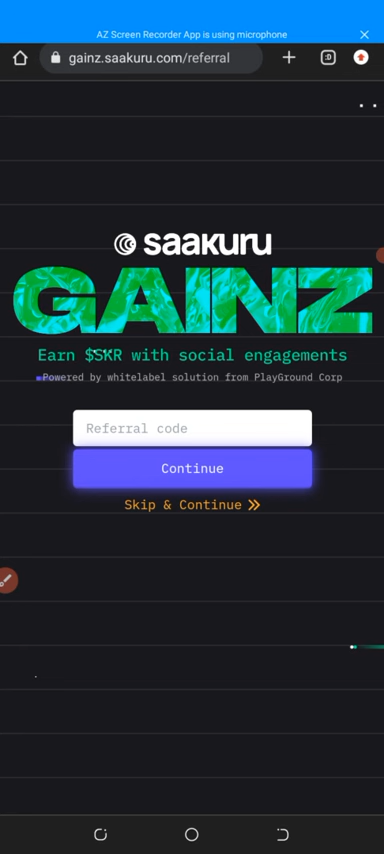 AZ Screen Recorder App is using microphone
gainz.saakuru.com/referral
:D
saakuru
GAINZ
Earn $SKR with social engagements
Powered by whitelabel solution from PlayGround Corp
Referral code
Continue
Skip & Continue